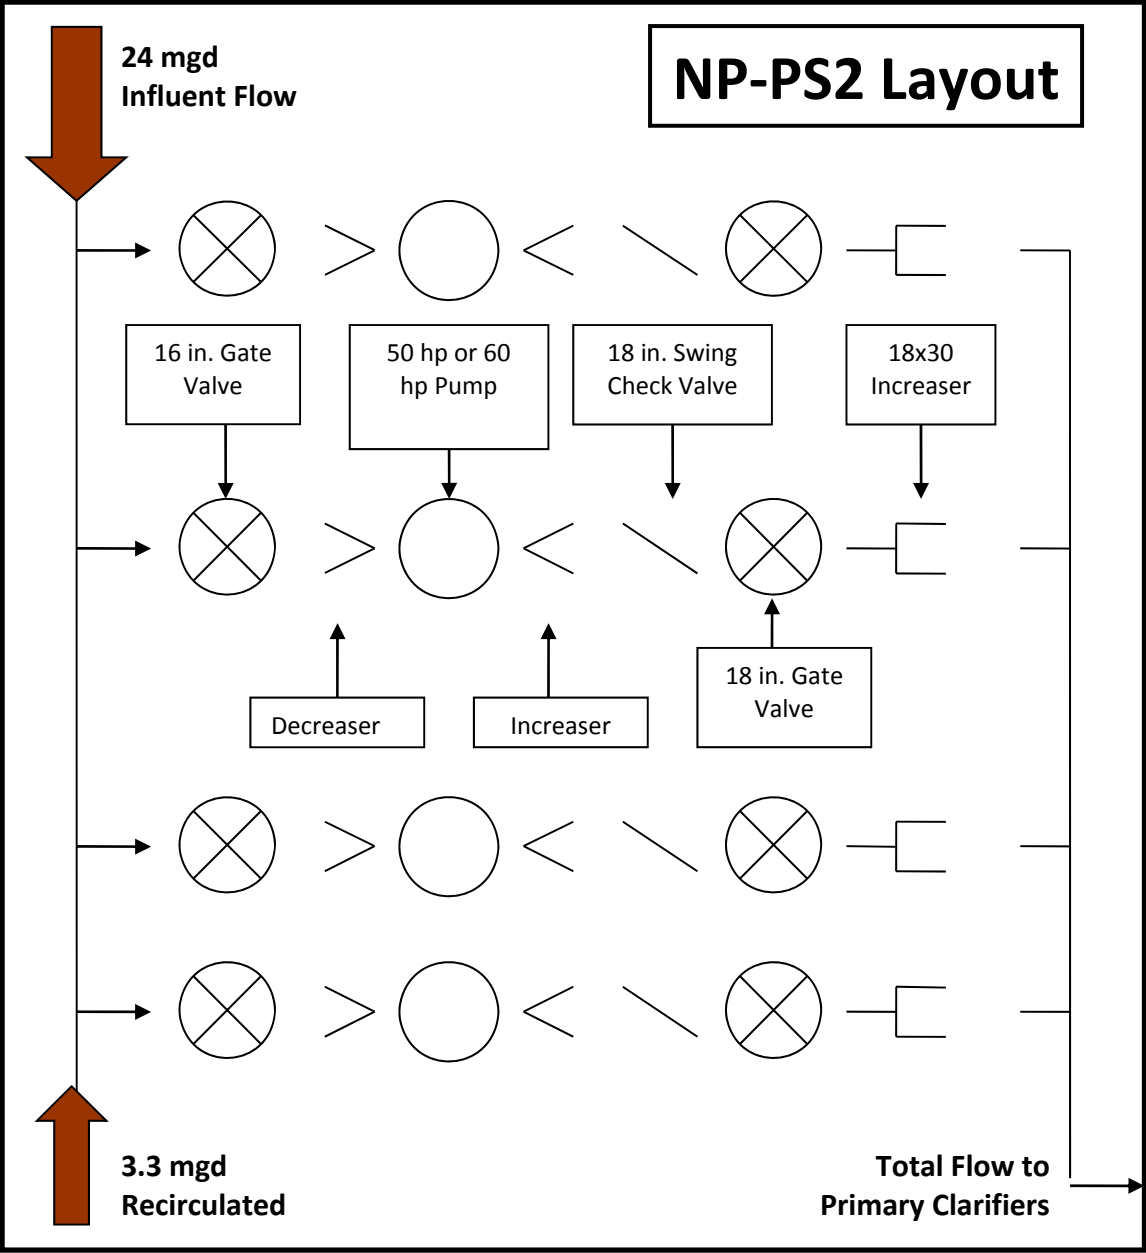 24 mgd
Influent Flow
NP-PS2 Layout
16 in. Gate
Valve
50 hp or 60
hp Pump
18 in. Swing
Check Valve
18x30
Increaser
Decreaser
Increaser
18 in. Gate
Valve
3.3 mgd
Recirculated
Total Flow to
Primary Clarifiers